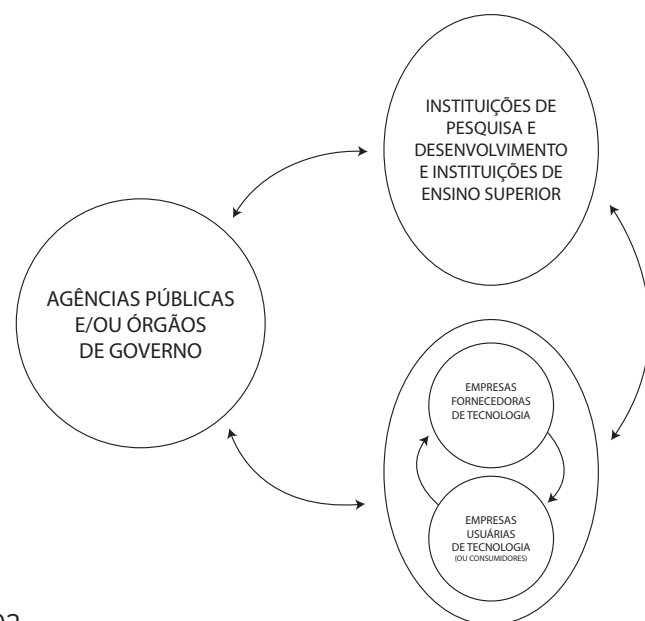 INSTITUIÇÕES DE
PESQUISA E
DESENVOLVIMENTO
E INSTITUIÇÕES DE
ENSINO SUPERIOR
AGÊNCIAS PÚBLICAS
E/OU ÓRGÃOS
DE GOVERNO
EMPRESAS
FORNECEDORAS
DE TECNOLOGIA
EMPRESAS
USUÁRIAS
DE TECNOLOGIA
(OU CONSUMIDORES)